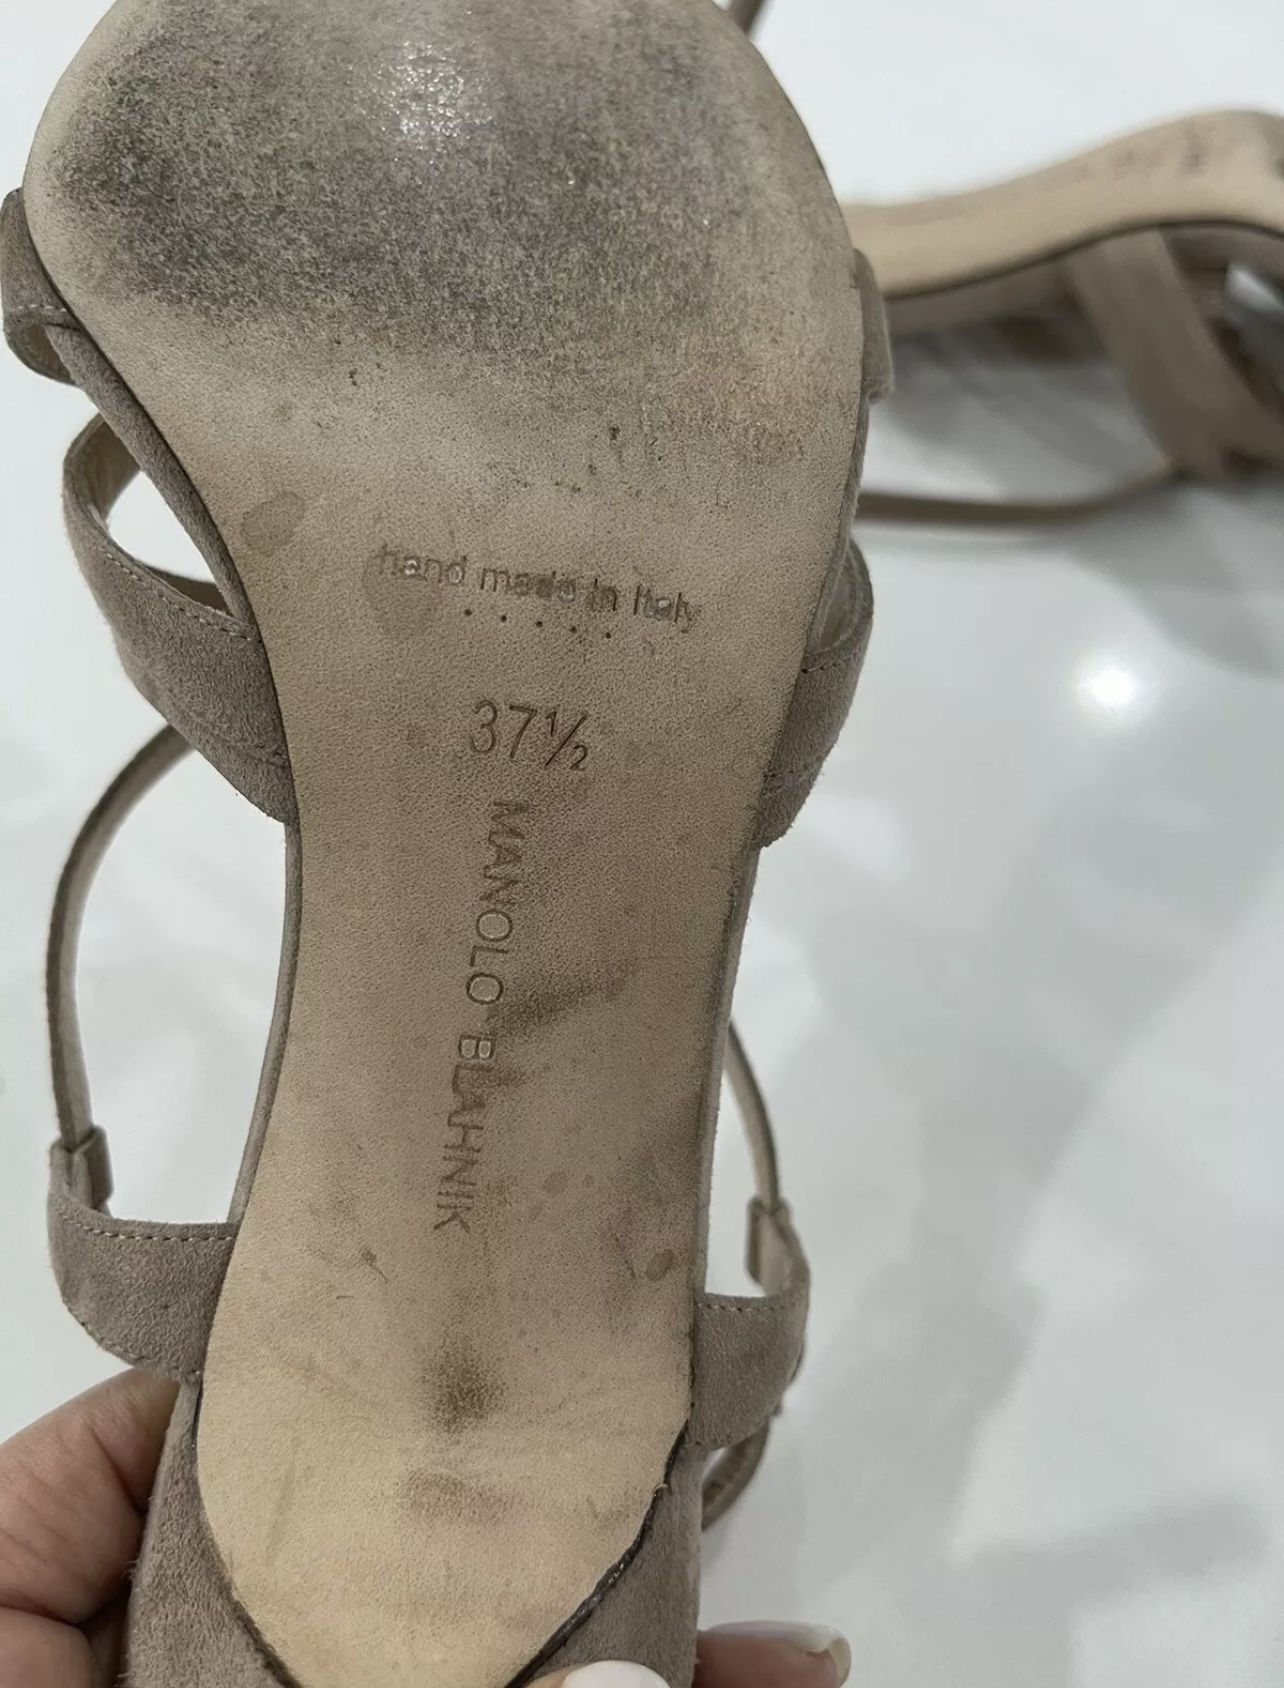 hand made in Italy
37½
MANOLO BLAHNIK